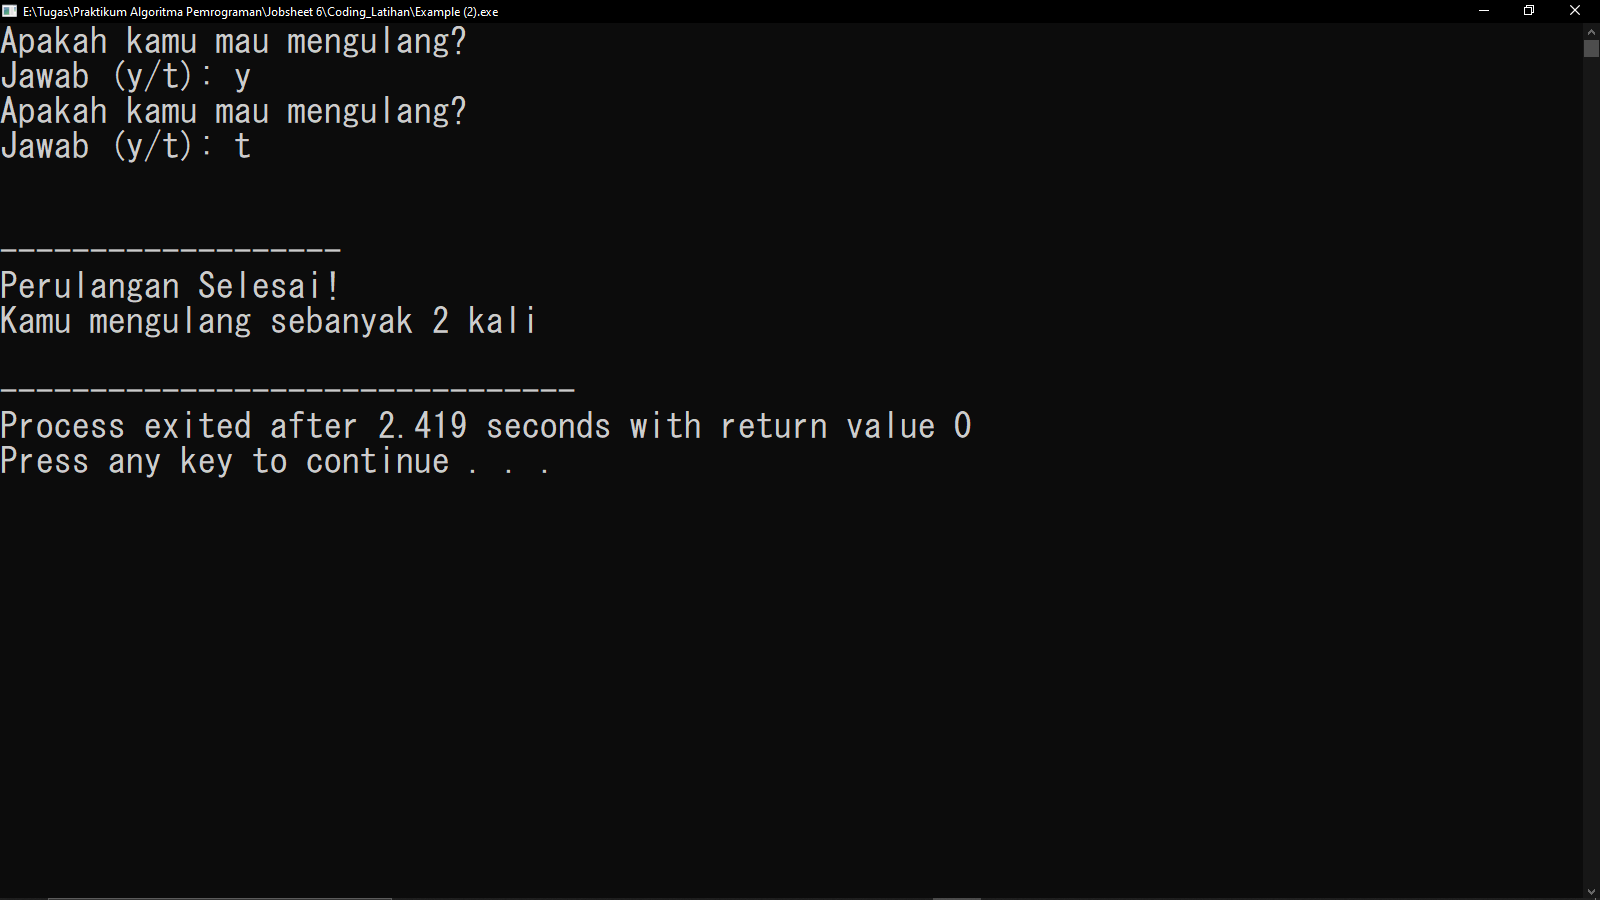 E:\Tugas\Praktikum Algoritma Pemrograman\Jobsheet 6\Coding_Latihan\Example (2).exe
Apakah kamu mau mengulang?
Jawab (y/t): y
Apakah kamu mau mengulang?
Jawab (y/t): t
-------------------
Perulangan Selesai!
Kamu mengulang sebanyak 2 kali
--------------------------------
Process exited after 2.419 seconds with return value 0
Press any key to continue . . .